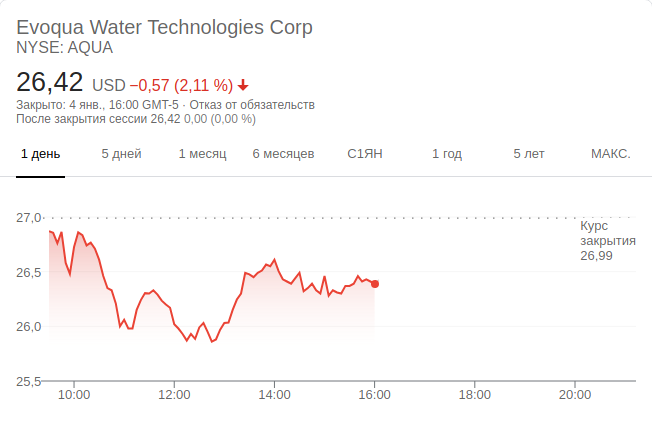 Evoqua Water Technologies Corp
NYSE: AQUA
26,42 USD −0,57 (2,11 %)
Закрыто: 4 янв., 16:00 GMT-5 · Отказ от обязательств
После закрытия сессии 26,42 0,00 (0,00 %)
1 день 5 дней 1 месяц 6 месяцев С1ЯН 1 год 5 лет МАКС.
27,0
Курс
закрытия
26,99
26,5
26,0
25,5
10:00 12:00 14:00 16:00 18:00 20:00